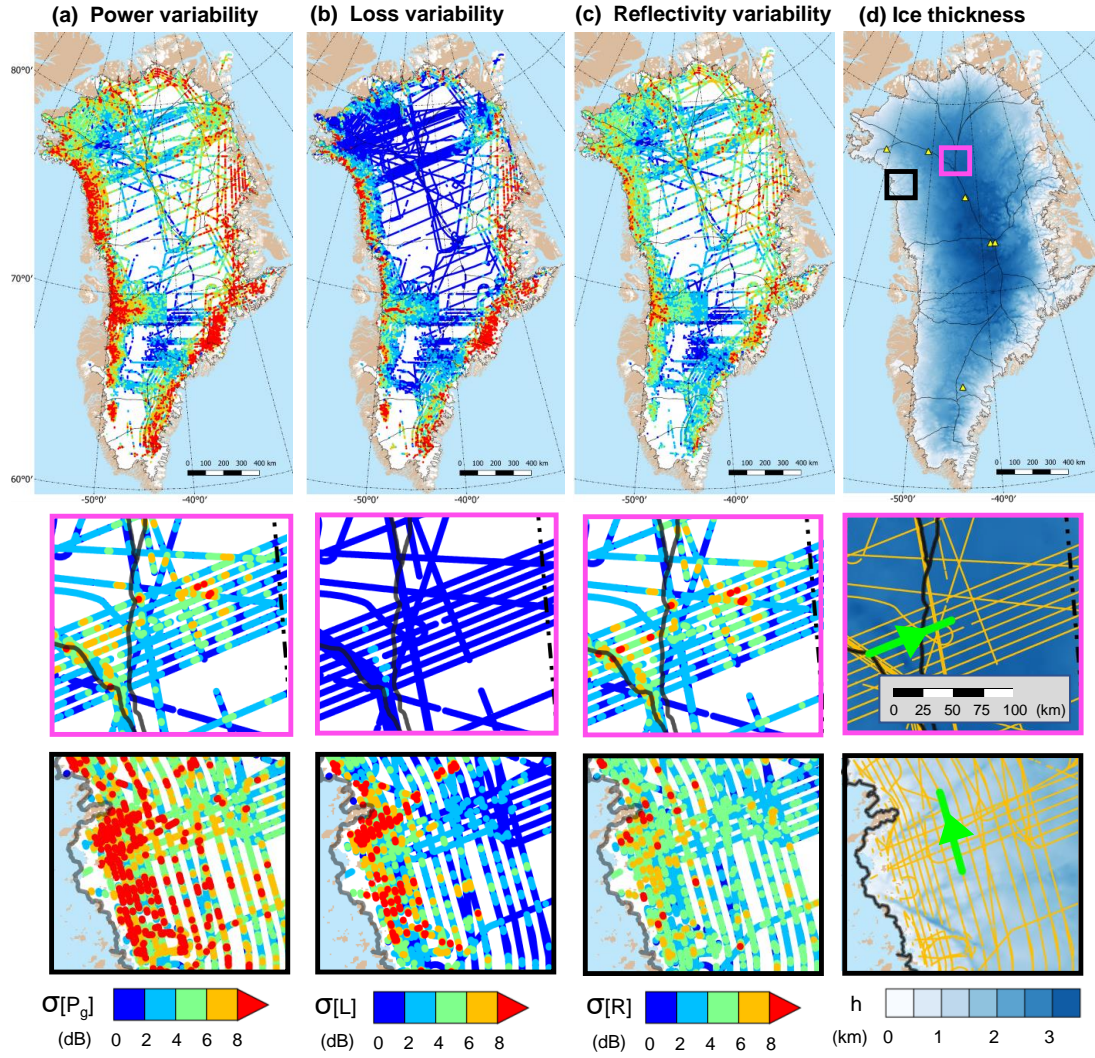 (a) Power variability
(b) Loss variability
(c) Reflectivity variability
(d) Ice thickness
80°0'
70°0'
60°0'
0 100 200 300 400 km
0 100 200 300 400 km
0 100 200 300 400 km
0 100 200 300 400 km
-50°0' -40°0'
-50°0' -40°0'
-50°0' -40°0'
-50°0' -40°0'
0 25 50 75 100 (km)
σ[Pg]
(dB) 0 2 4 6 8
σ[L]
(dB) 0 2 4 6 8
σ[R]
(dB) 0 2 4 6 8
h
(km) 0 1 2 3